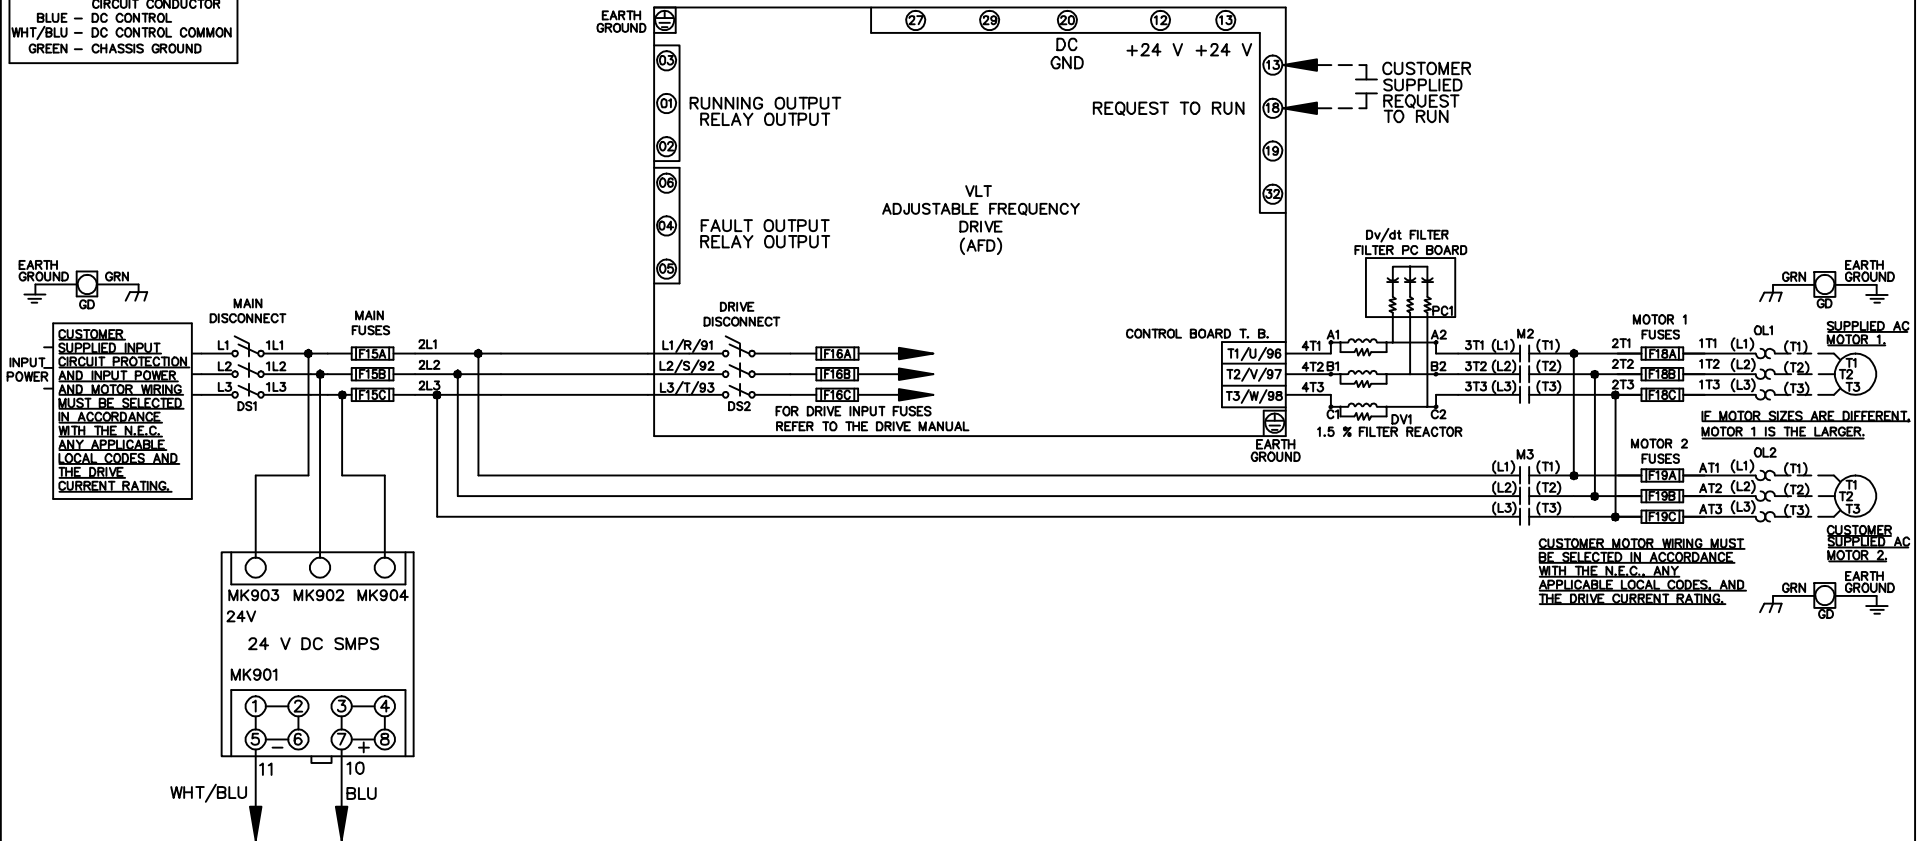 CIRCUIT CONDUCTOR
BLUE – DC CONTROL
WHT/BLU – DC CONTROL COMMON
GREEN – CHASSIS GROUND
EARTH
GROUND
27
29
20
12
13
DC
GND
+24 V
+24 V
03
01
02
RUNNING OUTPUT
RELAY OUTPUT
06
04
05
FAULT OUTPUT
RELAY OUTPUT
VLT
ADJUSTABLE FREQUENCY
DRIVE
(AFD)
REQUEST TO RUN
13
18
19
32
CUSTOMER
SUPPLIED
REQUEST
TO RUN
EARTH
GROUND
GRN
GD
INPUT
POWER
CUSTOMER
SUPPLIED INPUT
CIRCUIT PROTECTION
AND INPUT POWER
AND MOTOR WIRING
MUST BE SELECTED
IN ACCORDANCE
WITH THE N.E.C.
ANY APPLICABLE
LOCAL CODES AND
THE DRIVE
CURRENT RATING.
MAIN
DISCONNECT
L1
1L1
L2
1L2
L3
1L3
DS1
MAIN
FUSES
F15A
2L1
F15B
2L2
F15C
2L3
DRIVE
DISCONNECT
L1/R/91
L2/S/92
L3/T/93
DS2
F16A
F16B
F16C
FOR DRIVE INPUT FUSES
REFER TO THE DRIVE MANUAL
CONTROL BOARD T. B.
T1/U/96
T2/V/97
T3/W/98
EARTH
GROUND
Dv/dt FILTER
FILTER PC BOARD
PC1
4T1
A1
A2
4T2
B1
B2
4T3
C1
C2
DV1
1.5 % FILTER REACTOR
M2
3T1 (L1) (T1)
3T2 (L2) (T2)
3T3 (L3) (T3)
MOTOR 1
FUSES
2T1
F18A
1T1 (L1)
2T2
F18B
1T2 (L2)
2T3
F18C
1T3 (L3)
OL1
(T1)
(T2)
(T3)
GRN
GD
EARTH
GROUND
SUPPLIED AC
MOTOR 1.
T1
T2
T3
IF MOTOR SIZES ARE DIFFERENT,
MOTOR 1 IS THE LARGER.
M3
(L1) (T1)
(L2) (T2)
(L3) (T3)
MOTOR 2
FUSES
F19A
AT1 (L1)
F19B
AT2 (L2)
F19C
AT3 (L3)
OL2
(T1)
(T2)
(T3)
T1
T2
T3
CUSTOMER
SUPPLIED AC
MOTOR 2.
CUSTOMER MOTOR WIRING MUST
BE SELECTED IN ACCORDANCE
WITH THE N.E.C., ANY
APPLICABLE LOCAL CODES, AND
THE DRIVE CURRENT RATING.
GRN
GD
EARTH
GROUND
MK903 MK902 MK904
24V
24 V DC SMPS
MK901
1 2 3 4
5 – 6 7 + 8
11
10
WHT/BLU
BLU